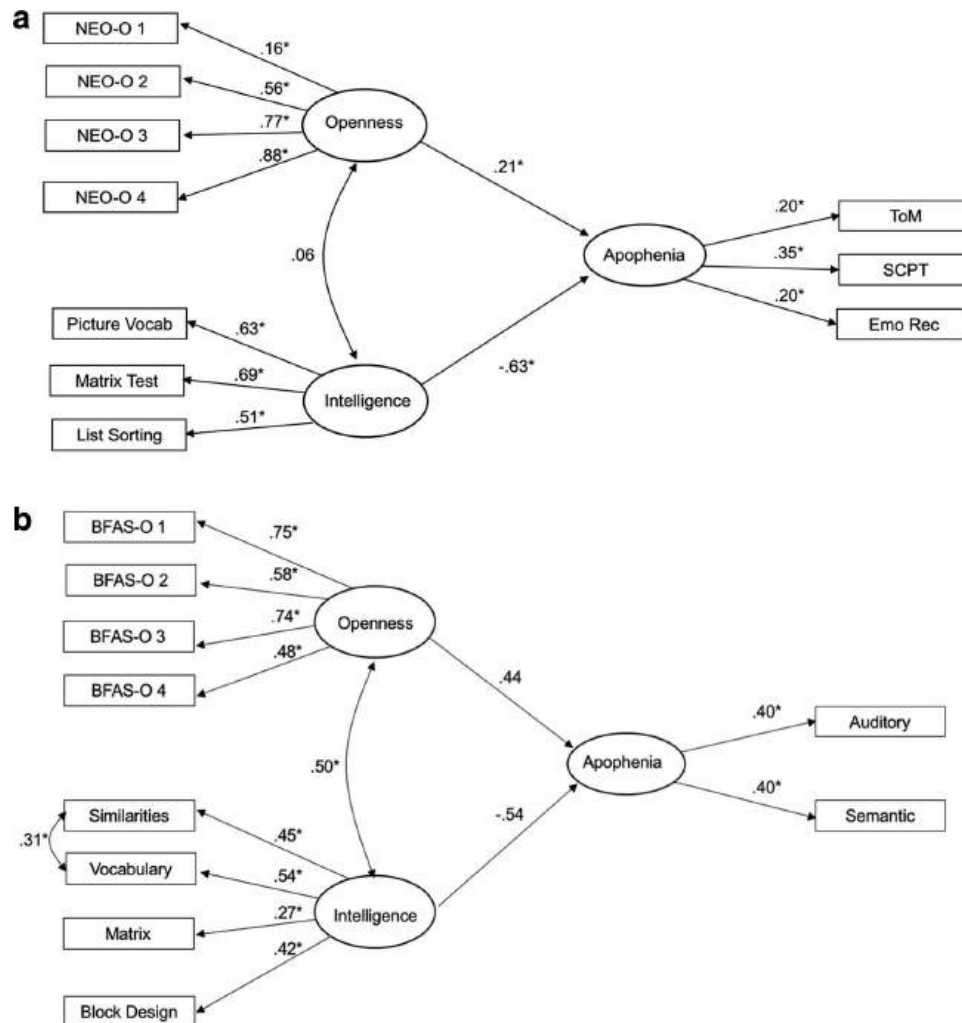 a
NEO-O 1
.16*
NEO-O 2
.56*
NEO-O 3
.77*
NEO-O 4
.88*
Openness
.21*
.06
Apophenia
.20*
ToM
.35*
SCPT
.20*
Emo Rec
Picture Vocab
.63*
Matrix Test
.69*
List Sorting
.51*
Intelligence
-.63*
b
BFAS-O 1
.75*
BFAS-O 2
.58*
BFAS-O 3
.74*
BFAS-O 4
.48*
Openness
.44
.50*
Apophenia
.40*
Auditory
.40*
Semantic
-.54
Similarities
.31*
.45*
Vocabulary
.54*
Matrix
.27*
Block Design
.42*
Intelligence